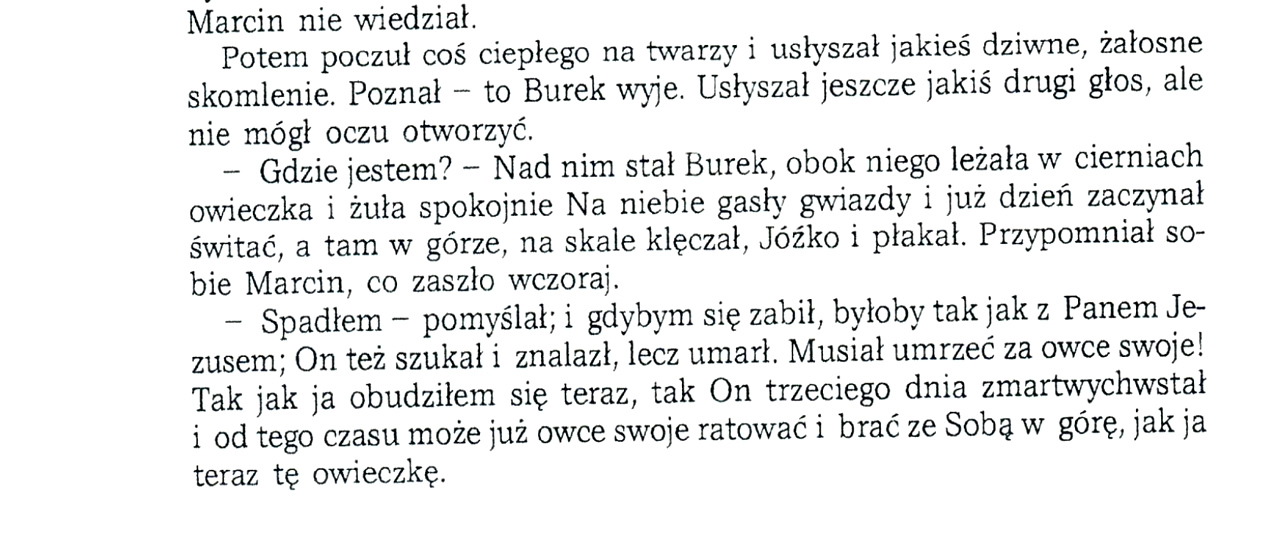 Marcin nie wiedział.
Potem poczuł coś ciepłego na twarzy i usłyszał jakieś dziwne, żałosne
skomlenie. Poznał – to Burek wyje. Usłyszał jeszcze jakiś drugi głos, ale
nie mógł oczu otworzyć.
– Gdzie jestem? – Nad nim stał Burek, obok niego leżała w cierniach
owieczka i żuła spokojnie Na niebie gasły gwiazdy i już dzień zaczynał
świtać, a tam w górze, na skale klęczał, Jóźko i płakał. Przypomniał so-
bie Marcin, co zaszło wczoraj.
– Spadłem – pomyślał; i gdybym się zabił, byłoby tak jak z Panem Je-
zusem; On też szukał i znalazł, lecz umarł. Musiał umrzeć za owce swoje!
Tak jak ja obudziłem się teraz, tak On trzeciego dnia zmartwychwstał
i od tego czasu może już owce swoje ratować i brać ze Sobą w górę, jak ja
teraz tę owieczkę.